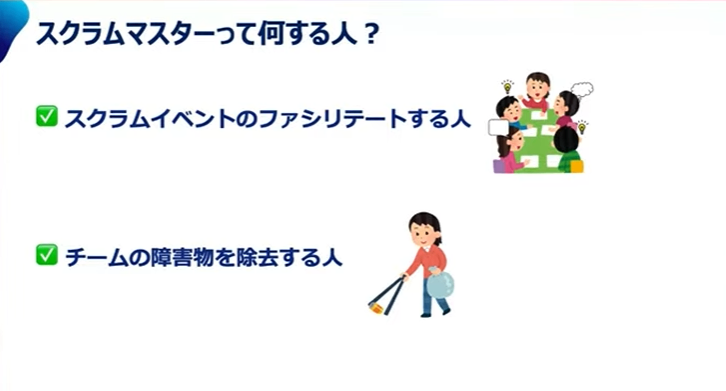 スクラムマスターって何する人？
スクラムイベントのファシリテートする人
チームの障害物を除去する人